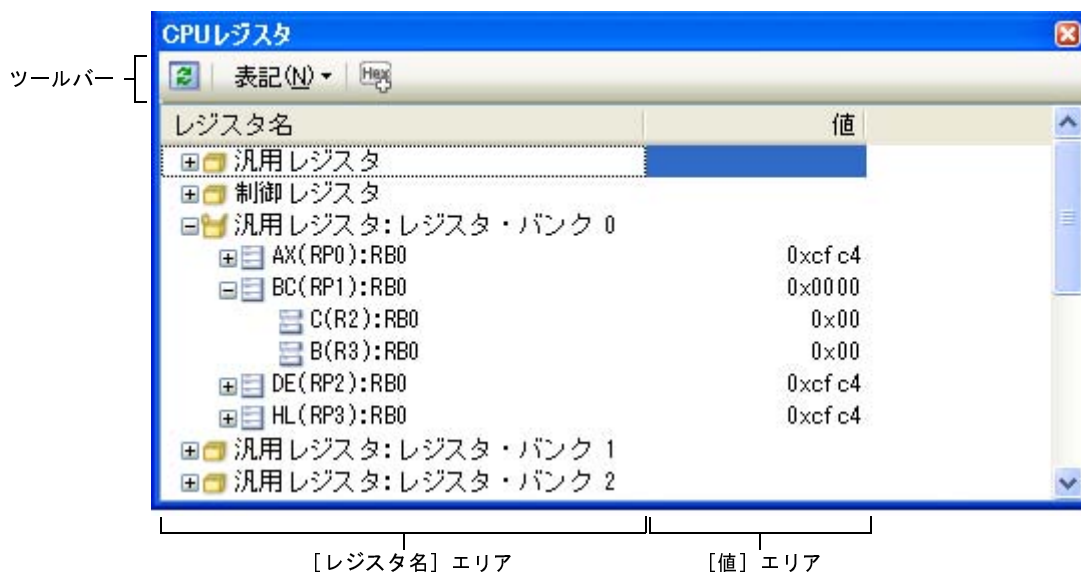 CPUレジスタ
ツールバー
表記(N)
Hex
レジスタ名 値
汎用レジスタ
制御レジスタ
汎用レジスタ:レジスタ・バンク 0
AX(RP0):RB0 0xcfc4
BC(RP1):RB0 0x0000
C(R2):RB0 0x00
B(R3):RB0 0x00
DE(RP2):RB0 0xcfc4
HL(RP3):RB0 0xcfc4
汎用レジスタ:レジスタ・バンク 1
汎用レジスタ:レジスタ・バンク 2
［レジスタ名］エリア ［値］エリア